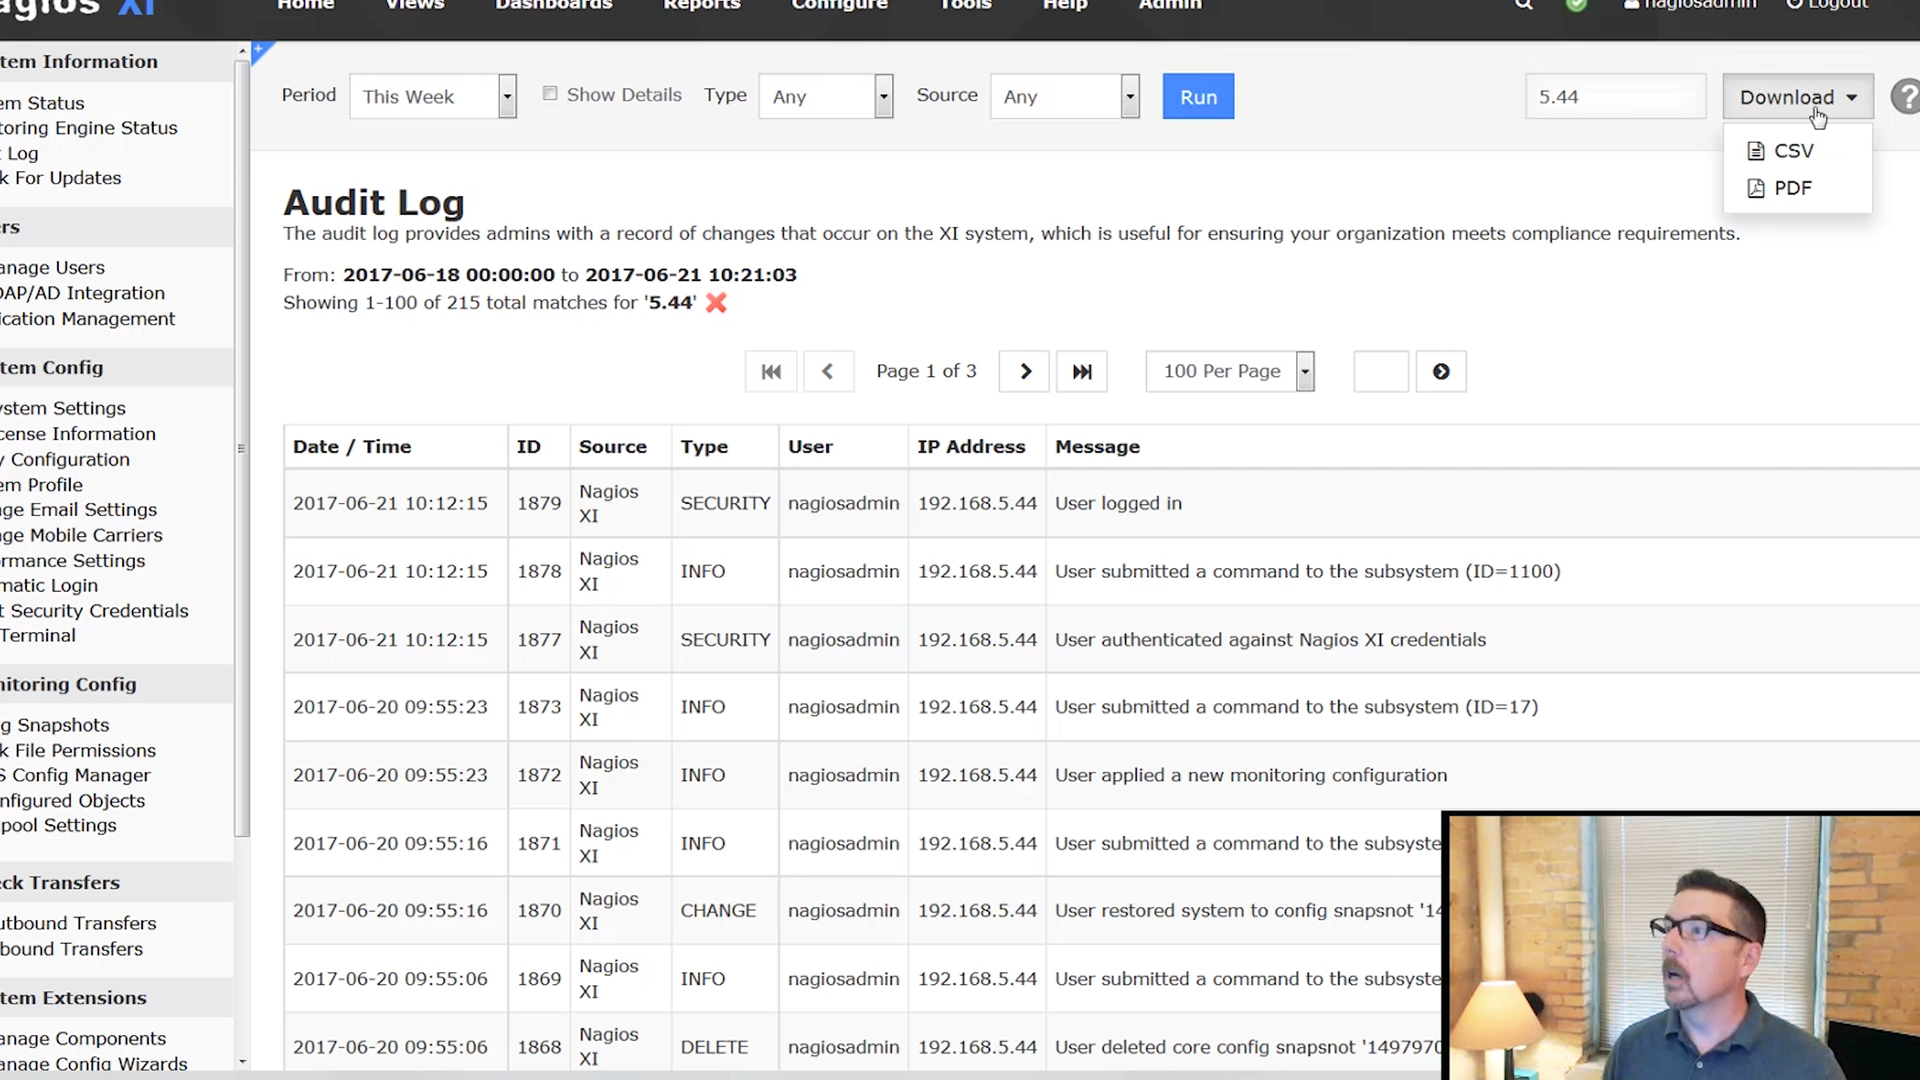 agios XI
Home Views Dashboards Reports Configure Tools Help Admin
nagiosadmin Logout
tem Information
em Status
toring Engine Status
t Log
k For Updates
rs
anage Users
DAP/AD Integration
ication Management
tem Config
ystem Settings
cense Information
y Configuration
em Profile
ge Email Settings
ge Mobile Carriers
ormance Settings
matic Login
t Security Credentials
Terminal
nitoring Config
g Snapshots
k File Permissions
S Config Manager
nfigured Objects
pool Settings
eck Transfers
utbound Transfers
bound Transfers
tem Extensions
anage Components
anage Config Wizards
Period This Week Show Details Type Any Source Any Run 5.44 Download ?
CSV
PDF
Audit Log
The audit log provides admins with a record of changes that occur on the XI system, which is useful for ensuring your organization meets compliance requirements.
From: 2017-06-18 00:00:00 to 2017-06-21 10:21:03
Showing 1-100 of 215 total matches for '5.44'
Page 1 of 3 100 Per Page
Date / Time ID Source Type User IP Address Message
2017-06-21 10:12:15 1879 Nagios XI SECURITY nagiosadmin 192.168.5.44 User logged in
2017-06-21 10:12:15 1878 Nagios XI INFO nagiosadmin 192.168.5.44 User submitted a command to the subsystem (ID=1100)
2017-06-21 10:12:15 1877 Nagios XI SECURITY nagiosadmin 192.168.5.44 User authenticated against Nagios XI credentials
2017-06-20 09:55:23 1873 Nagios XI INFO nagiosadmin 192.168.5.44 User submitted a command to the subsystem (ID=17)
2017-06-20 09:55:23 1872 Nagios XI INFO nagiosadmin 192.168.5.44 User applied a new monitoring configuration
2017-06-20 09:55:16 1871 Nagios XI INFO nagiosadmin 192.168.5.44 User submitted a command to the subsyste
2017-06-20 09:55:16 1870 Nagios XI CHANGE nagiosadmin 192.168.5.44 User restored system to config snapsnot '14
2017-06-20 09:55:06 1869 Nagios XI INFO nagiosadmin 192.168.5.44 User submitted a command to the subsyste
2017-06-20 09:55:06 1868 Nagios XI DELETE nagiosadmin 192.168.5.44 User deleted core config snapshot '1497970